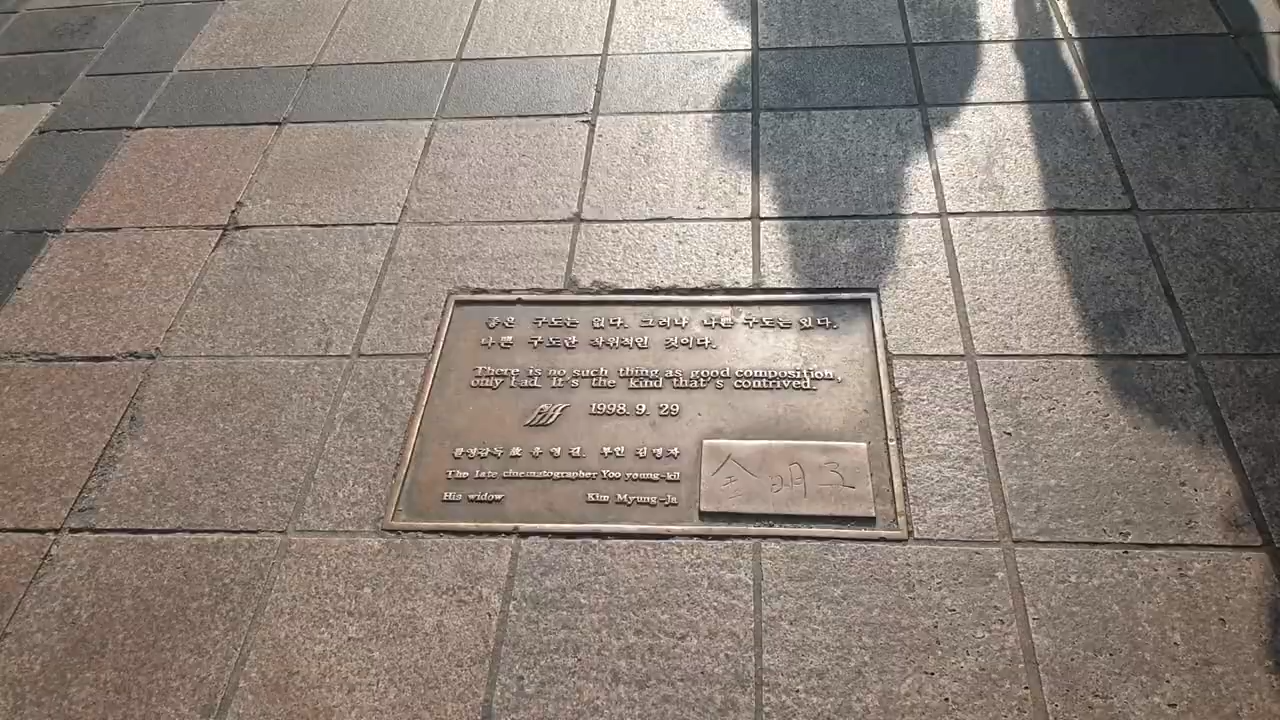 좋은 구도는 없다. 그러나 나쁜 구도는 있다.
나쁜 구도란 작위적인 것이다.
There is no such thing as good composition,
only bad. It's the kind that's contrived.
1998. 9. 29
촬영감독 故 유영길. 부인 김명자
The late cinematographer Yoo young-kil
His widow Kim Myung-Ja
金明子